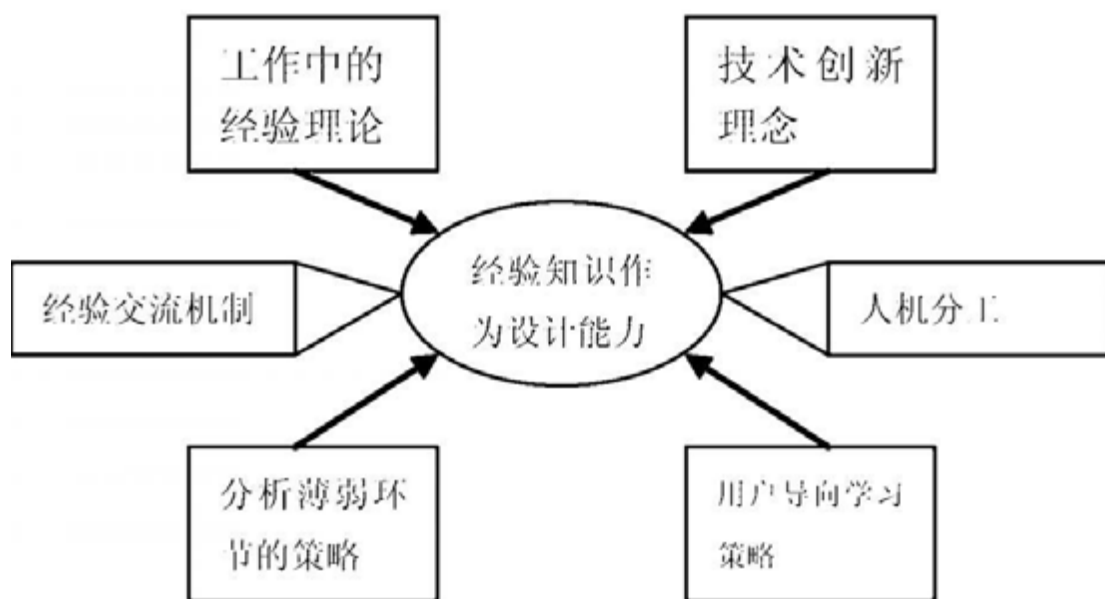 工作中的
经验理论
技术创新
理念
经验知识作
为设计能力
经验交流机制
人机分工
分析薄弱环
节的策略
用户导向学习
策略